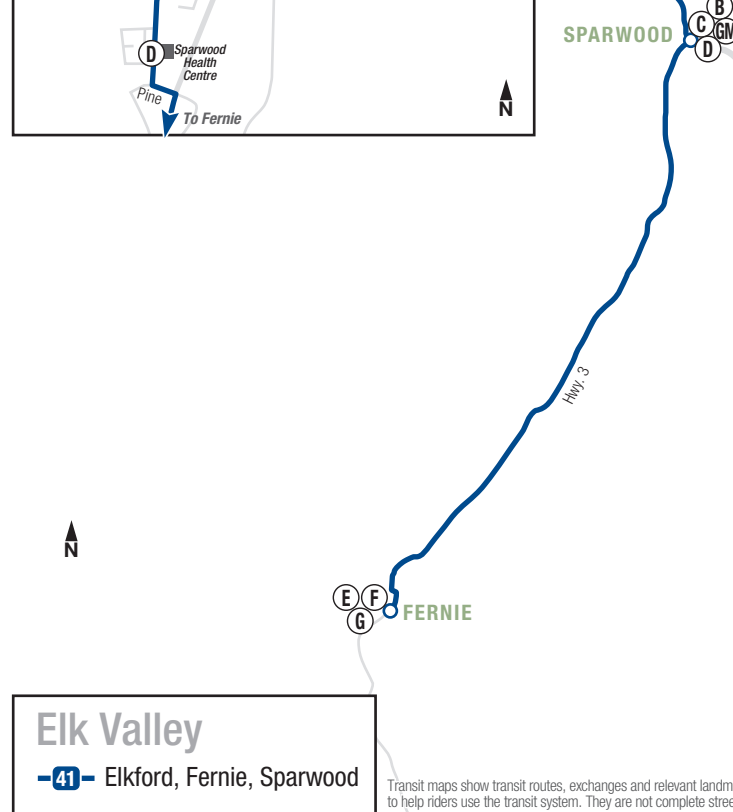 B
C
GM
D
SPARWOOD
D
Sparwood
Health
Centre
Pine
To Fernie
N
Hwy. 3
N
E
F
G
FERNIE
Elk Valley
41 Elkford, Fernie, Sparwood
Transit maps show transit routes, exchanges and relevant landm
to help riders use the transit system. They are not complete stree